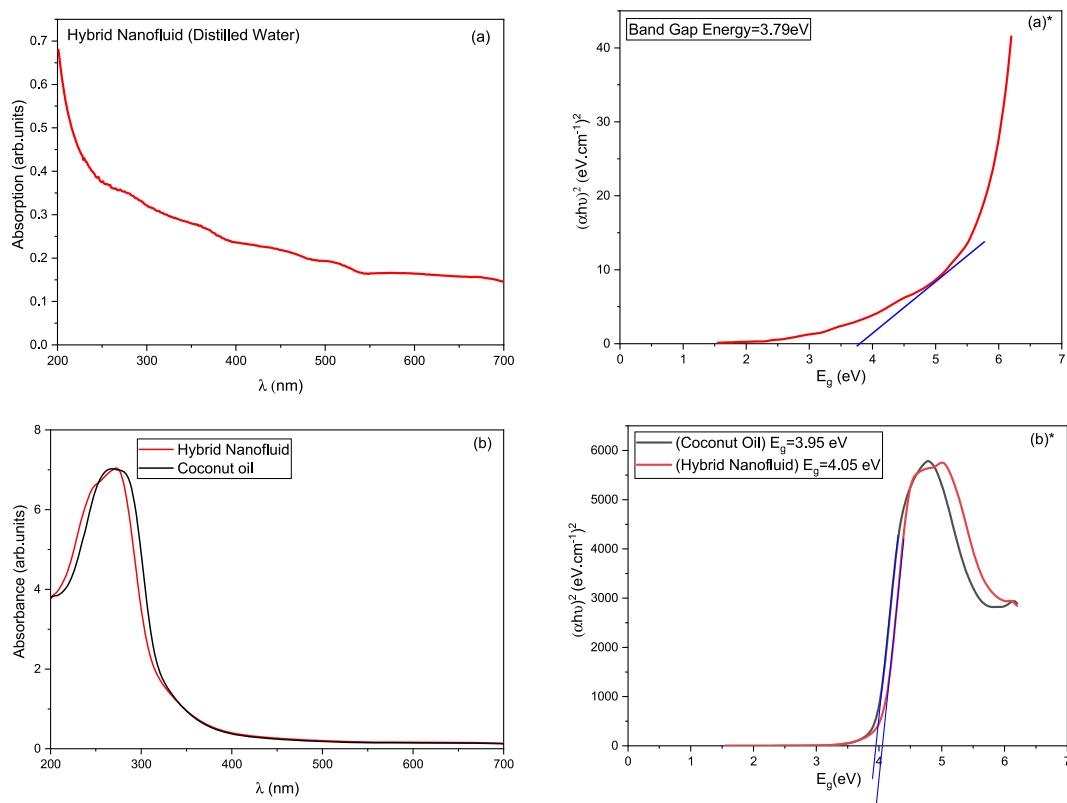 Hybrid Nanofluid (Distilled Water)
(a)
0.7
0.6
0.5
0.4
0.3
0.2
0.1
0.0
Absorption (arb.units)
200 300 400 500 600 700
λ (nm)
Band Gap Energy=3.79eV
(a)*
40
30
20
10
0
(αhυ)² (eV.cm⁻¹)²
0 1 2 3 4 5 6 7
E_g (eV)
(b)
Hybrid Nanofluid
Coconut oil
8
6
4
2
0
Absorbance (arb.units)
200 300 400 500 600 700
λ (nm)
(b)*
(Coconut Oil) E_g=3.95 eV
(Hybrid Nanofluid) E_g=4.05 eV
6000
5000
4000
3000
2000
1000
0
(αhυ)² (eV.cm⁻¹)²
0 1 2 3 4 5 6 7
E_g(eV)